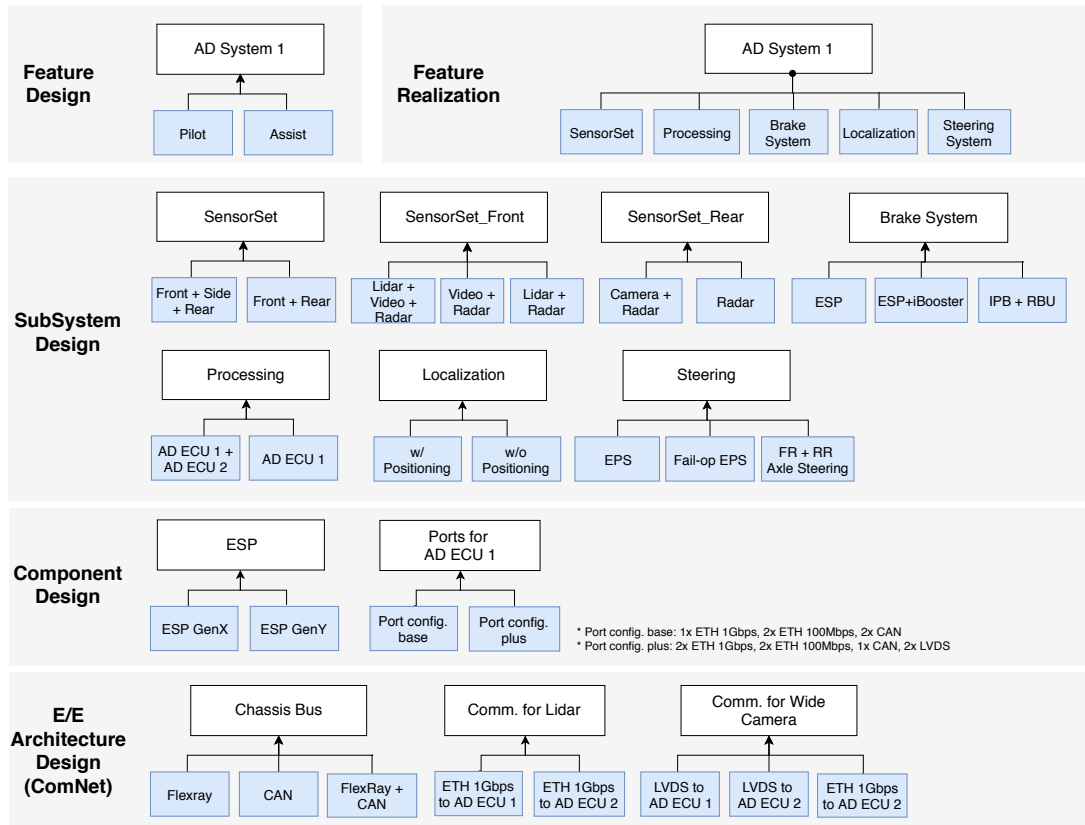 Feature
Design
AD System 1
Pilot
Assist
Feature
Realization
AD System 1
SensorSet
Processing
Brake
System
Localization
Steering
System
SubSystem
Design
SensorSet
Front + Side
+ Rear
Front + Rear
SensorSet_Front
Lidar +
Video +
Radar
Video +
Radar
Lidar +
Radar
SensorSet_Rear
Camera +
Radar
Radar
Brake System
ESP
ESP+iBooster
IPB + RBU
Processing
AD ECU 1 +
AD ECU 2
AD ECU 1
Localization
w/
Positioning
w/o
Positioning
Steering
EPS
Fail-op EPS
FR + RR
Axle Steering
Component
Design
ESP
ESP GenX
ESP GenY
Ports for
AD ECU 1
Port config.
base
Port config.
plus
* Port config. base: 1x ETH 1Gbps, 2x ETH 100Mbps, 2x CAN
* Port config. plus: 2x ETH 1Gbps, 2x ETH 100Mbps, 1x CAN, 2x LVDS
E/E
Architecture
Design
(ComNet)
Chassis Bus
Flexray
CAN
FlexRay +
CAN
Comm. for Lidar
ETH 1Gbps
to AD ECU 1
ETH 1Gbps
to AD ECU 2
Comm. for Wide
Camera
LVDS to
AD ECU 1
LVDS to
AD ECU 2
ETH 1Gbps
to AD ECU 2